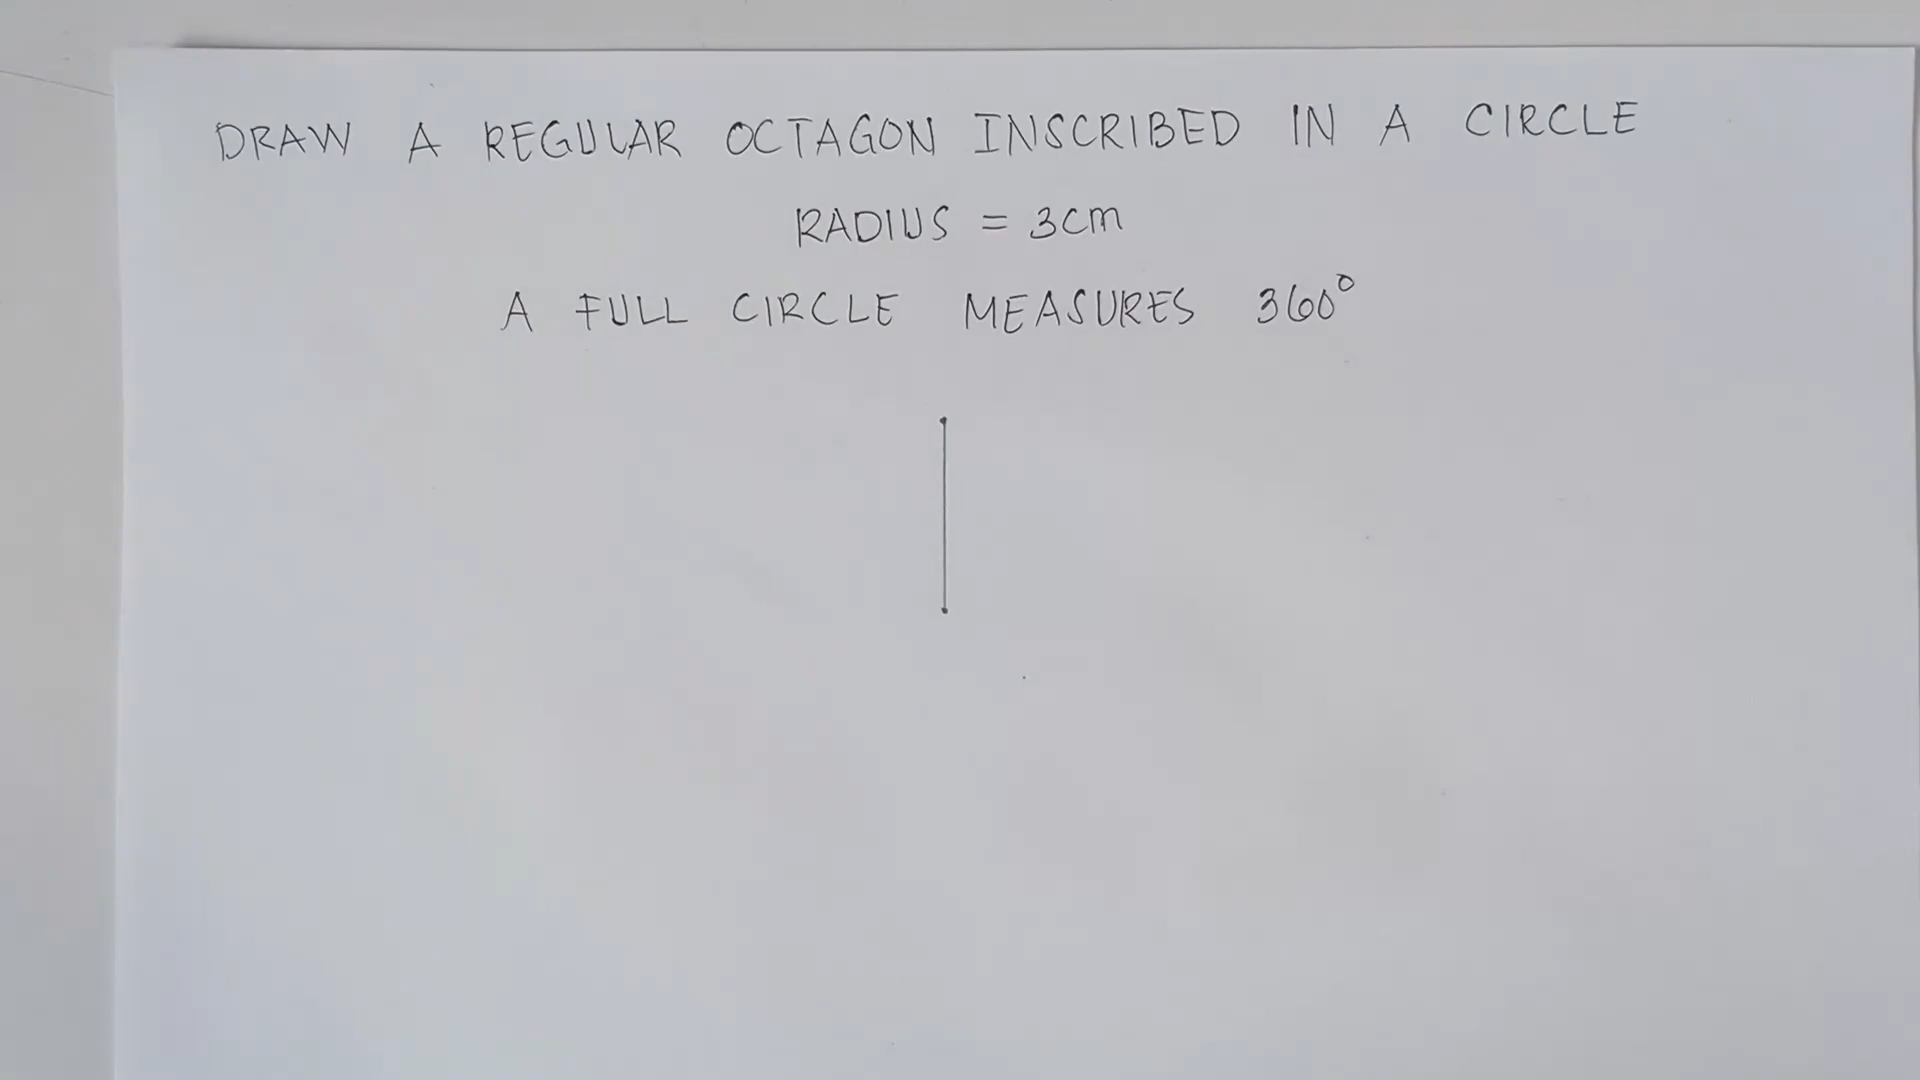 DRAW A REGULAR OCTAGON INSCRIBED IN A CIRCLE
RADIUS = 3cm
A FULL CIRCLE MEASURES 360°